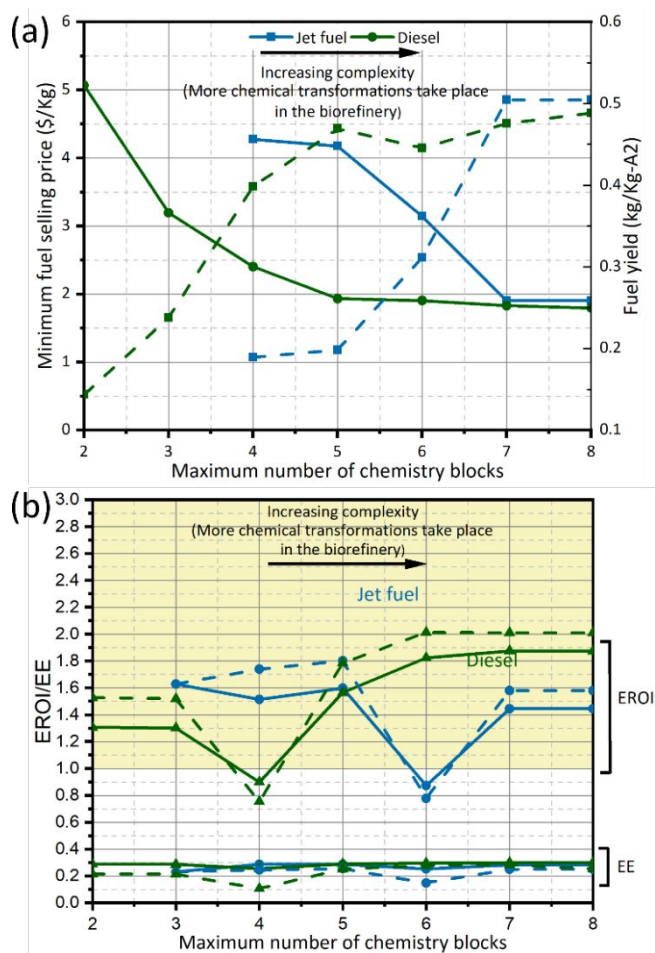 (a)
Jet fuel
Diesel
Increasing complexity
(More chemical transformations take place
in the biorefinery)
Minimum fuel selling price ($/Kg)
6
5
4
3
2
1
0
Fuel yield (kg/Kg-A2)
0.6
0.5
0.4
0.3
0.2
0.1
2 3 4 5 6 7 8
Maximum number of chemistry blocks
(b)
Increasing complexity
(More chemical transformations take place
in the biorefinery)
Jet fuel
Diesel
EROI/EE
3.0
2.8
2.6
2.4
2.2
2.0
1.8
1.6
1.4
1.2
1.0
0.8
0.6
0.4
0.2
0.0
EROI
EE
2 3 4 5 6 7 8
Maximum number of chemistry blocks